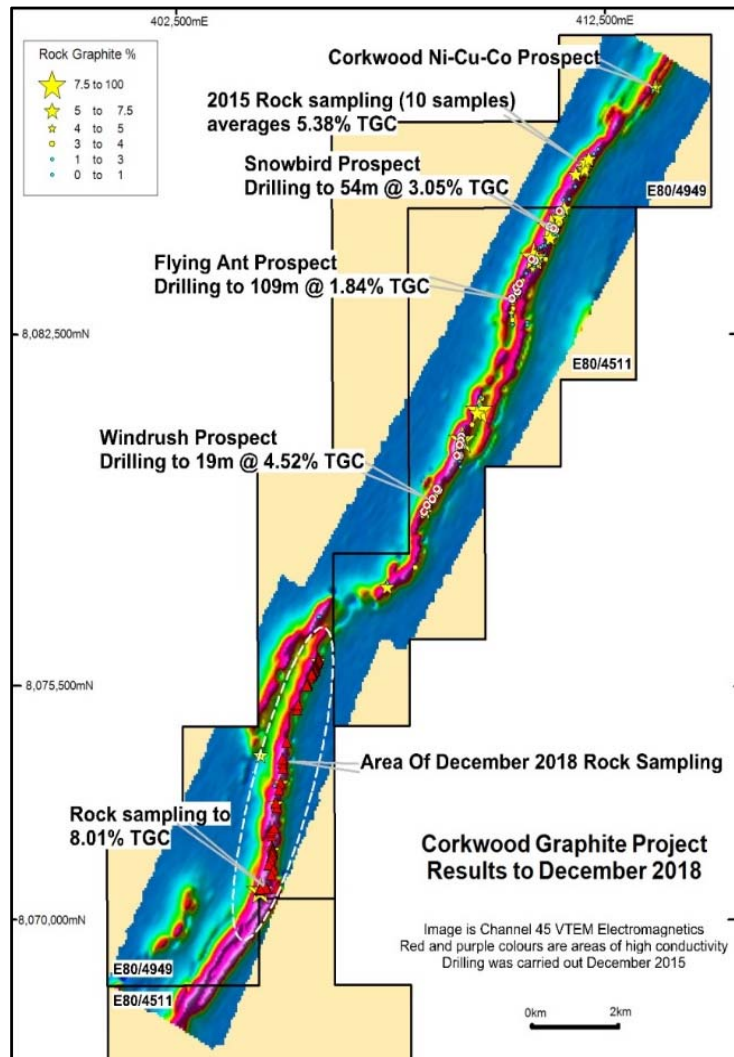 402,500mE
412,500mE
Rock Graphite %
7.5 to 100
5 to 7.5
4 to 5
3 to 4
1 to 3
0 to 1
Corkwood Ni-Cu-Co Prospect
2015 Rock sampling (10 samples)
averages 5.38% TGC
Snowbird Prospect
Drilling to 54m @ 3.05% TGC
E80/4949
Flying Ant Prospect
Drilling to 109m @ 1.84% TGC
8,082,500mN
E80/4511
Windrush Prospect
Drilling to 19m @ 4.52% TGC
8,075,500mN
Area Of December 2018 Rock Sampling
Rock sampling to
8.01% TGC
Corkwood Graphite Project
Results to December 2018
8,070,000mN
Image is Channel 45 VTEM Electromagnetics
Red and purple colours are areas of high conductivity
Drilling was carried out December 2015
E80/4949
E80/4511
0km
2km